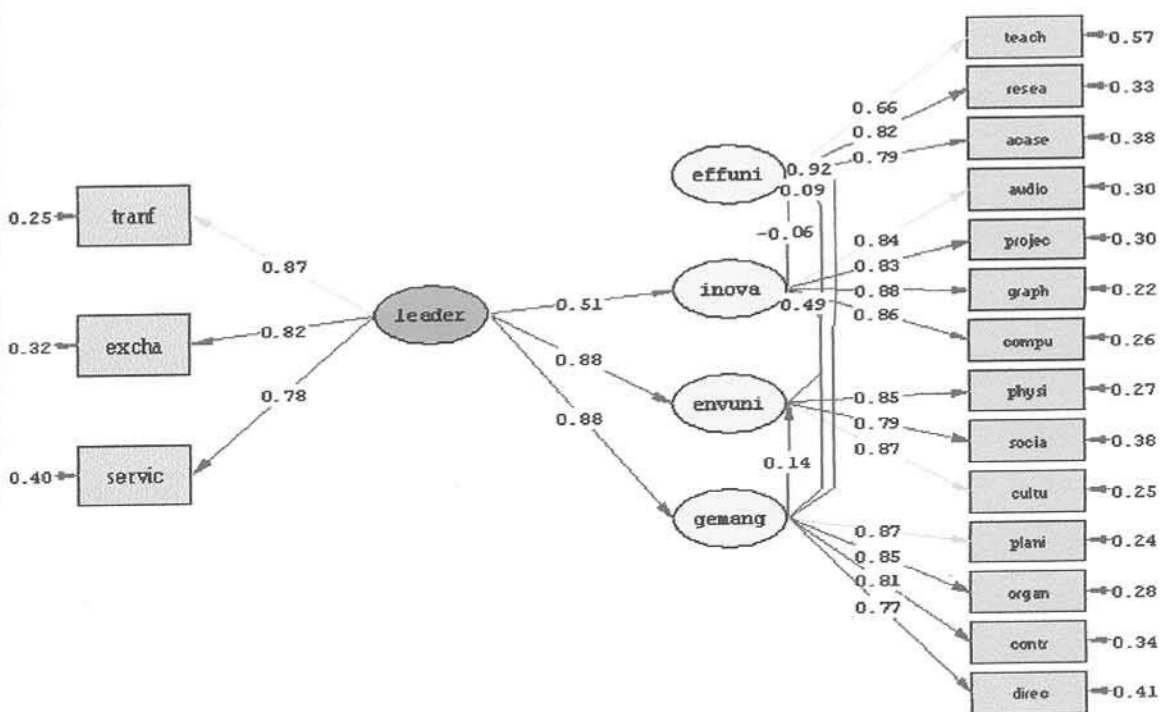 teach
0.57
resea
0.33
0.66
0.82
acase
0.38
0.79
effuni
0.92
0.09
audio
0.30
tranf
0.25
-0.06
0.84
projec
0.30
0.83
0.87
inova
0.88
graph
0.22
leader
0.51
0.49
0.86
excha
0.32
0.82
compu
0.26
0.88
0.78
envuni
0.85
physi
0.27
0.88
0.79
socia
0.38
0.87
servic
0.40
0.14
cultu
0.25
gemang
0.87
plani
0.24
0.85
0.81
organ
0.28
0.77
contr
0.34
direc
0.41